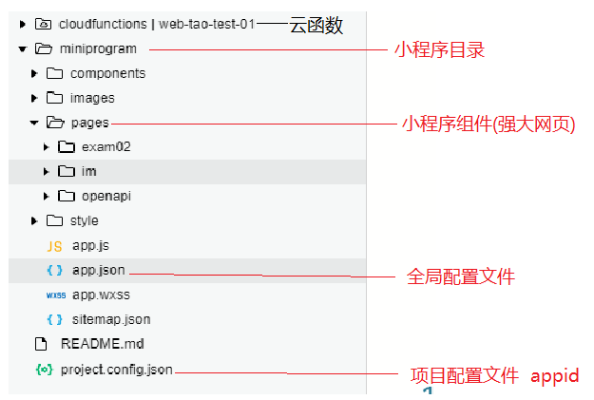 cloudfunctions | web-tao-test-01 云函数
miniprogram 小程序目录
components
images
pages 小程序组件(强大网页)
exam02
im
openapi
style
JS app.js
{ } app.json 全局配置文件
wxss app.wxss
{ } sitemap.json
README.md
{o} project.config.json 项目配置文件 appid